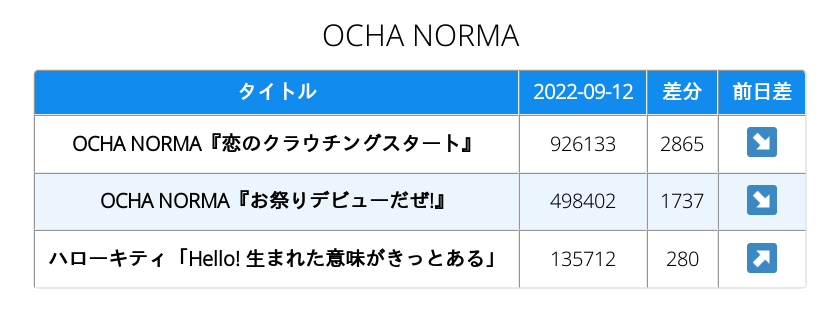 OCHA NORMA
タイトル 2022-09-12 差分 前日差
OCHA NORMA『恋のクラウチングスタート』 926133 2865 ↘
OCHA NORMA『お祭りデビューだぜ!』 498402 1737 ↘
ハローキティ「Hello! 生まれた意味がきっとある」 135712 280 ↗